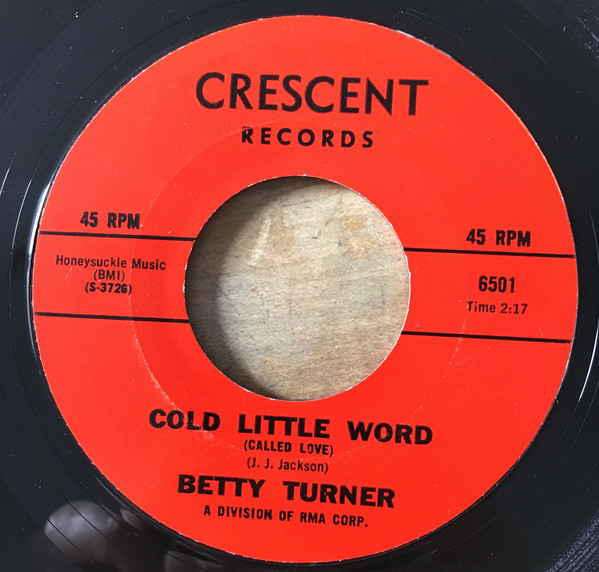 CRESCENT
RECORDS
45 RPM
45 RPM
Honeysuckle Music
(BMI)
(S-3726)
6501
Time 2:17
COLD LITTLE WORD
(CALLED LOVE)
(J. J. Jackson)
BETTY TURNER
A DIVISION OF RMA CORP.